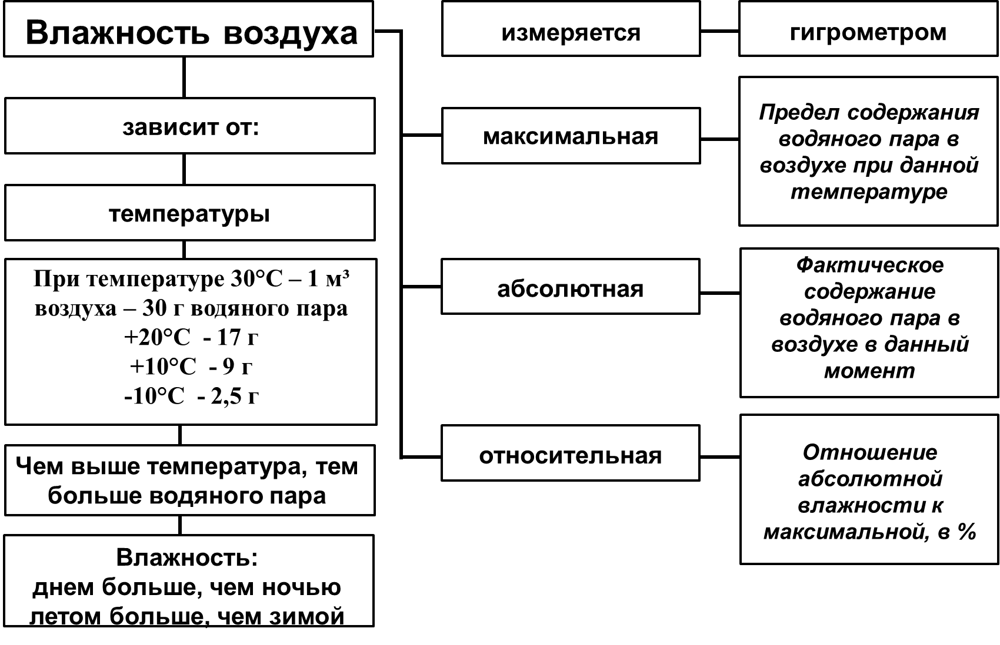 Влажность воздуха
зависит от:
температуры
При температуре 30°С – 1 м³
воздуха – 30 г водяного пара
+20°С - 17 г
+10°С - 9 г
-10°С - 2,5 г
Чем выше температура, тем
больше водяного пара
Влажность:
днем больше, чем ночью
летом больше, чем зимой
измеряется
гигрометром
максимальная
Предел содержания
водяного пара в
воздухе при данной
температуре
абсолютная
Фактическое
содержание
водяного пара в
воздухе в данный
момент
относительная
Отношение
абсолютной
влажности к
максимальной, в %